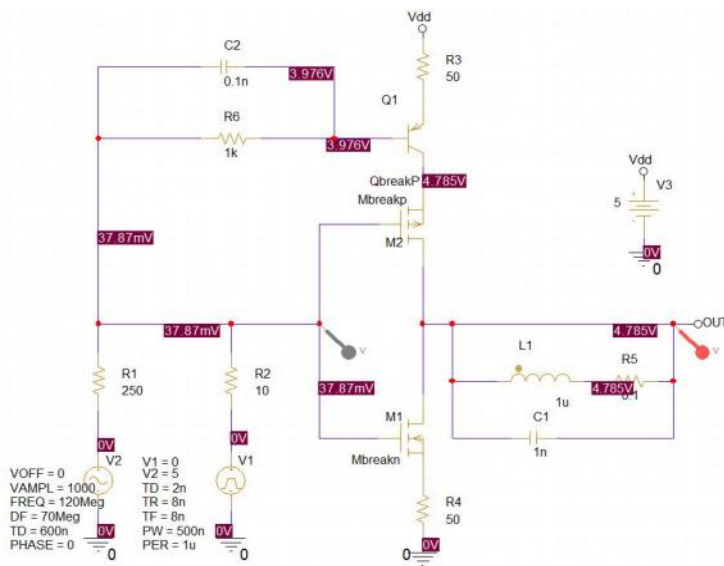 Vdd
C2
R3
0.1n
3.976V
50
Q1
R6
3.976V
1k
Vdd
QbreakP
4.785V
V3
Mbreakp
5
37.87mV
M2
0V
0
37.87mV
4.785V
OUT
V
V
L1
R1
R2
R5
37.87mV
4.785V
250
10
0.1
1u
M1
C1
0V
0V
V2
V1
Mbreakn
1n
VOFF = 0
VAMPL = 1000
FREQ = 120Meg
DF = 70Meg
TD = 600n
PHASE = 0
V1 = 0
V2 = 5
TD = 2n
TR = 8n
TF = 8n
PW = 500n
PER = 1u
R4
50
0V
0V
0V
0
0
0